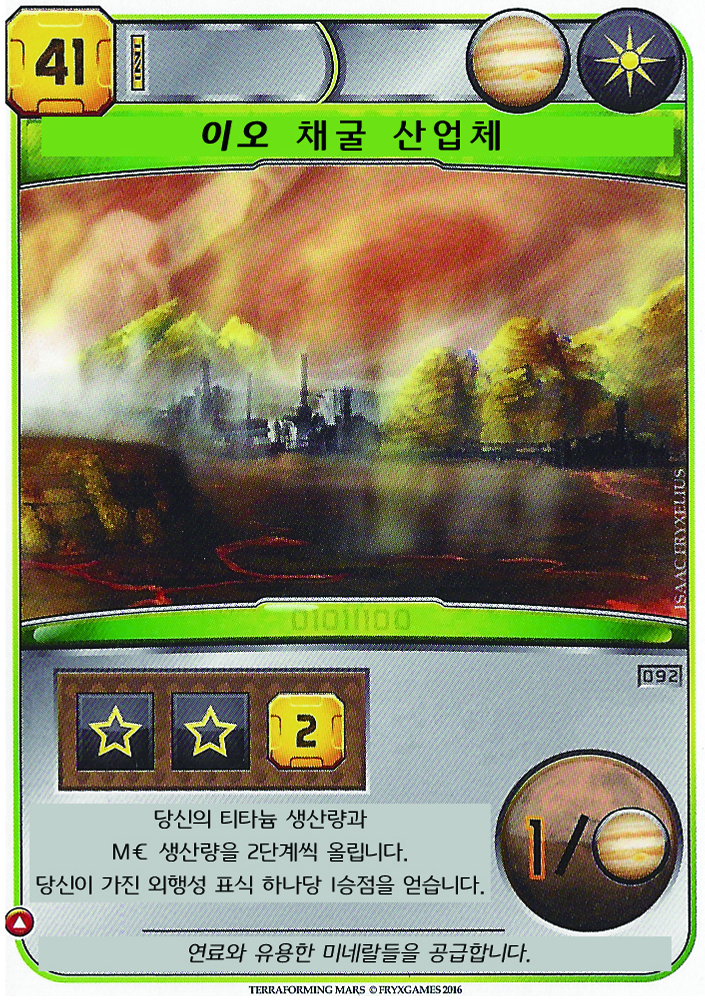 41
이오 채굴 산업체
ISAAC FRYXELIUS
01011100
092
2
1/
당신의 티타늄 생산량과
M€ 생산량을 2단계씩 올립니다.
당신이 가진 외행성 표식 하나당 1승점을 얻습니다.
연료와 유용한 미네랄들을 공급합니다.
TERRAFORMING MARS © FRYXGAMES 2016